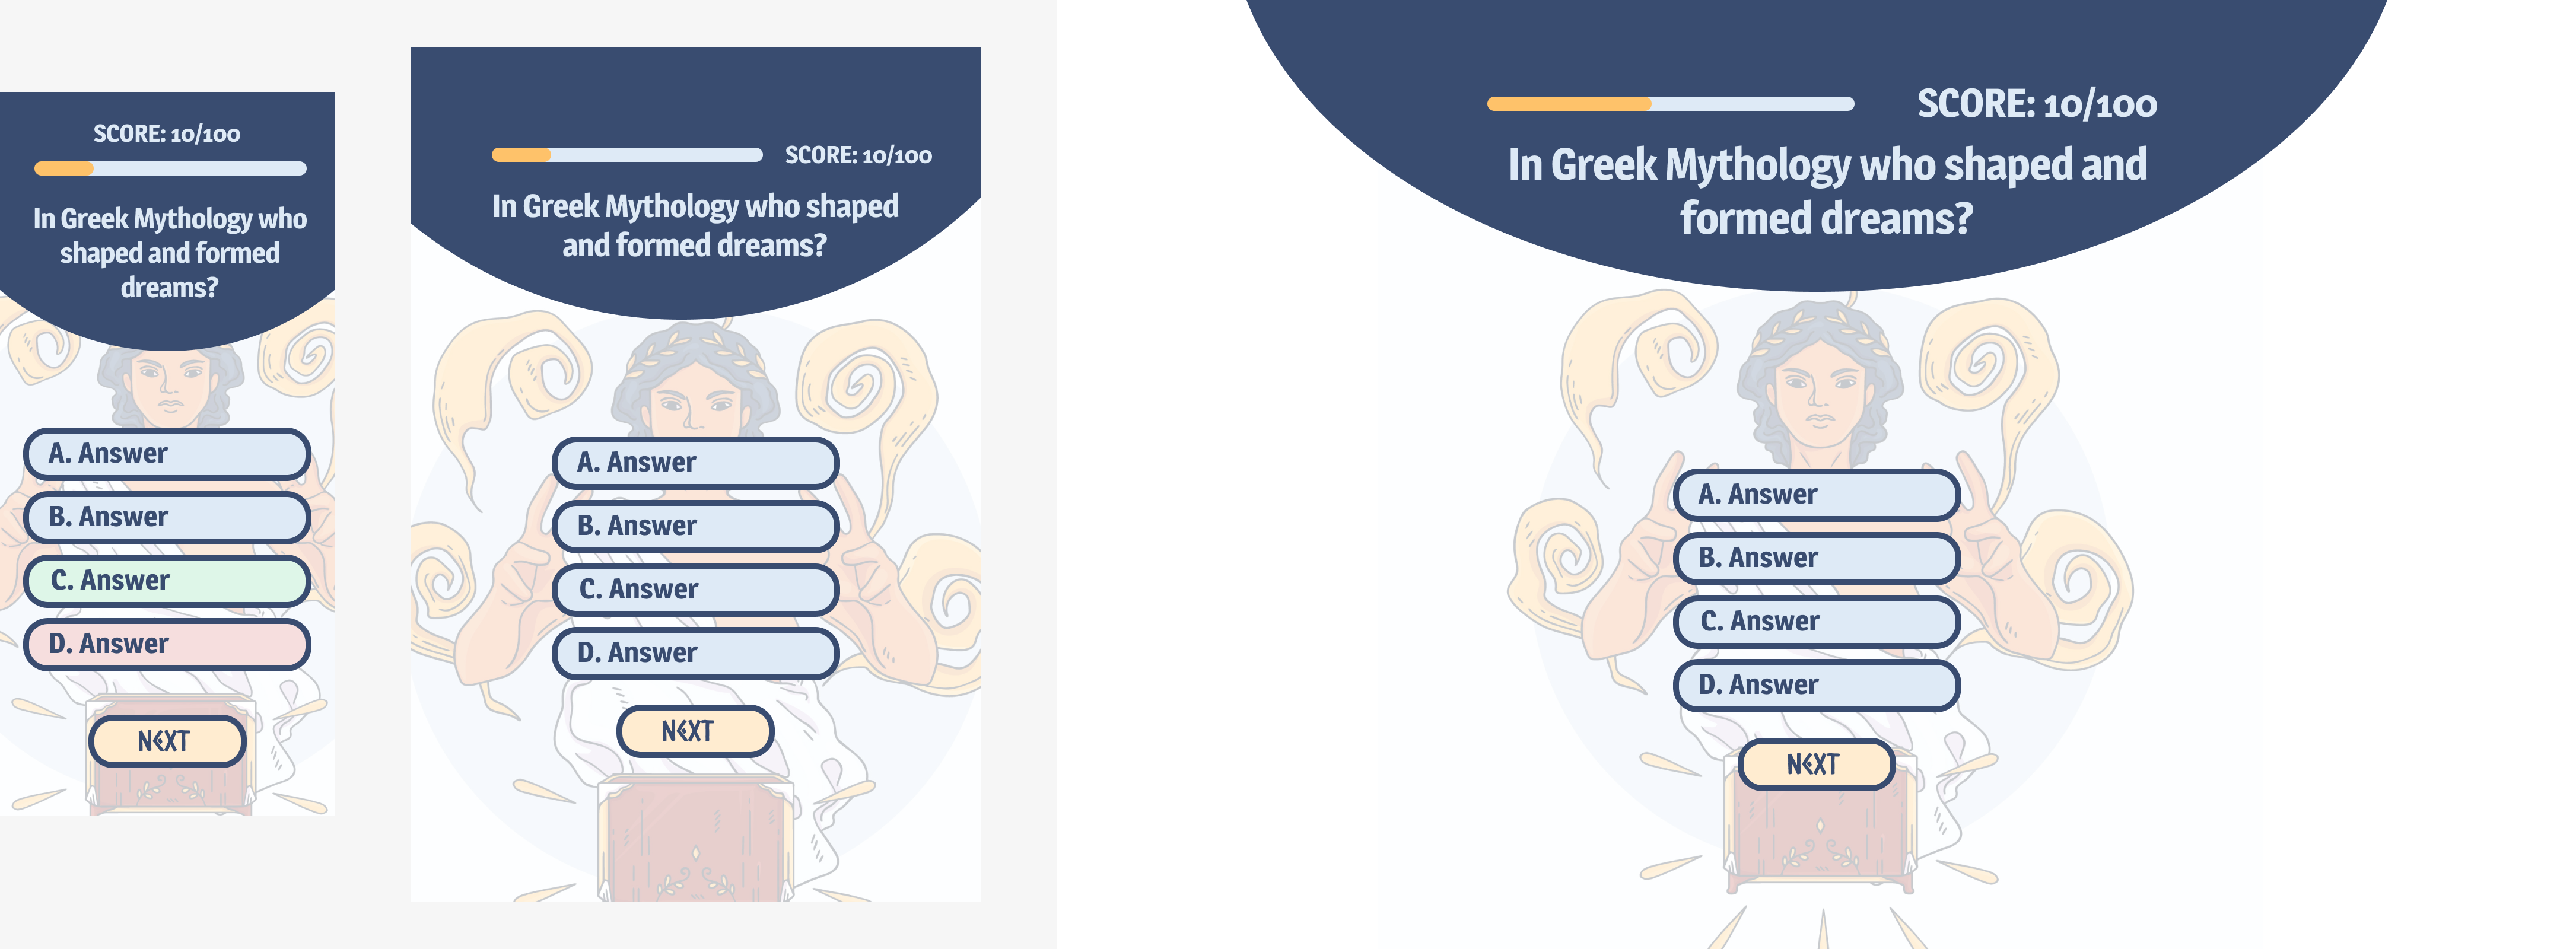 SCORE: 10/100
In Greek Mythology who
shaped and formed
dreams?
A. Answer
B. Answer
C. Answer
D. Answer
NEXT
SCORE: 10/100
In Greek Mythology who shaped
and formed dreams?
A. Answer
B. Answer
C. Answer
D. Answer
NEXT
SCORE: 10/100
In Greek Mythology who shaped and
formed dreams?
A. Answer
B. Answer
C. Answer
D. Answer
NEXT